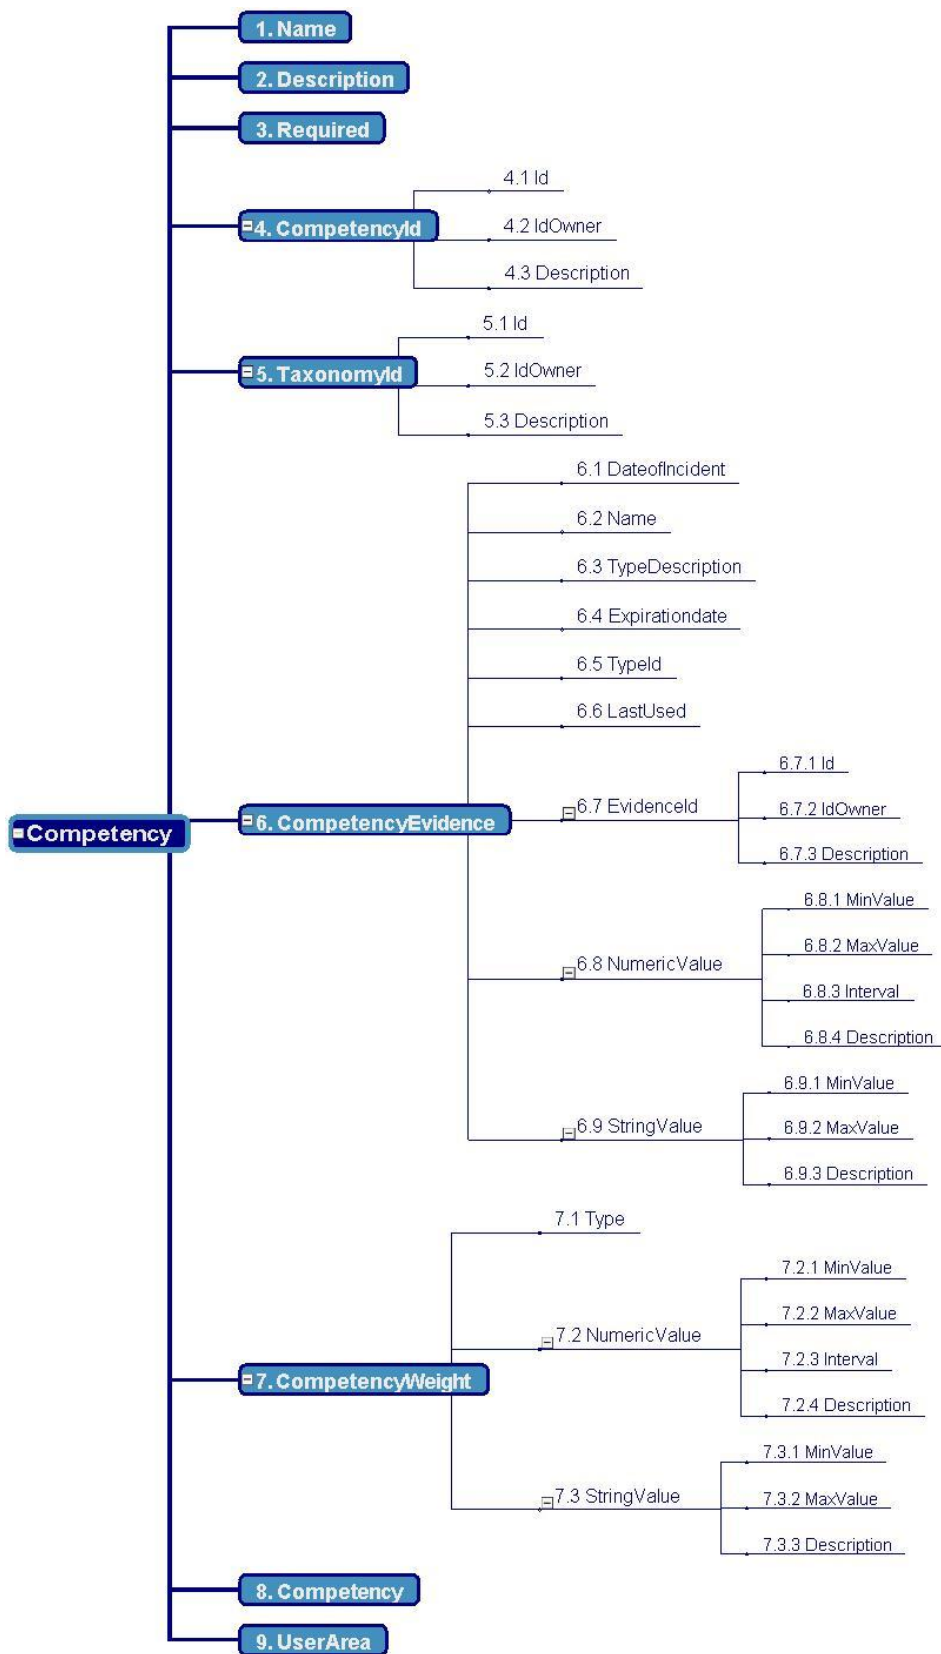 1. Name
2. Description
3. Required
4.1 Id
4. CompetencyId
4.2 IdOwner
4.3 Description
5.1 Id
5. TaxonomyId
5.2 IdOwner
5.3 Description
6.1 DateofIncident
6.2 Name
6.3 TypeDescription
6.4 Expirationdate
6.5 TypeId
6.6 LastUsed
Competency
6. CompetencyEvidence
6.7 EvidenceId
6.7.1 Id
6.7.2 IdOwner
6.7.3 Description
6.8 NumericValue
6.8.1 MinValue
6.8.2 MaxValue
6.8.3 Interval
6.8.4 Description
6.9 StringValue
6.9.1 MinValue
6.9.2 MaxValue
6.9.3 Description
7.1 Type
7. CompetencyWeight
7.2 NumericValue
7.2.1 MinValue
7.2.2 MaxValue
7.2.3 Interval
7.2.4 Description
7.3 StringValue
7.3.1 MinValue
7.3.2 MaxValue
7.3.3 Description
8. Competency
9. UserArea